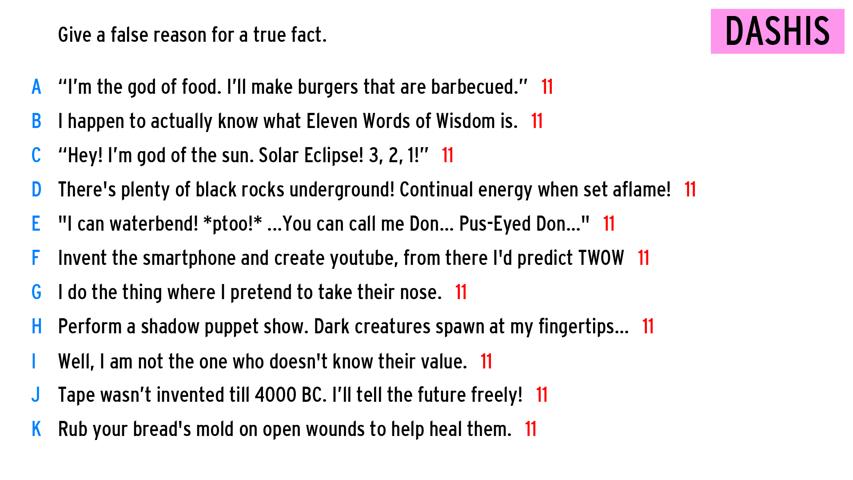 Give a false reason for a true fact.
DASHIS
A “I’m the god of food. I’ll make burgers that are barbecued.” 11
B I happen to actually know what Eleven Words of Wisdom is. 11
C “Hey! I’m god of the sun. Solar Eclipse! 3, 2, 1!” 11
D There's plenty of black rocks underground! Continual energy when set aflame! 11
E "I can waterbend! *ptoo!* ...You can call me Don... Pus-Eyed Don..." 11
F Invent the smartphone and create youtube, from there I'd predict TWOW 11
G I do the thing where I pretend to take their nose. 11
H Perform a shadow puppet show. Dark creatures spawn at my fingertips... 11
I Well, I am not the one who doesn't know their value. 11
J Tape wasn’t invented till 4000 BC. I’ll tell the future freely! 11
K Rub your bread's mold on open wounds to help heal them. 11